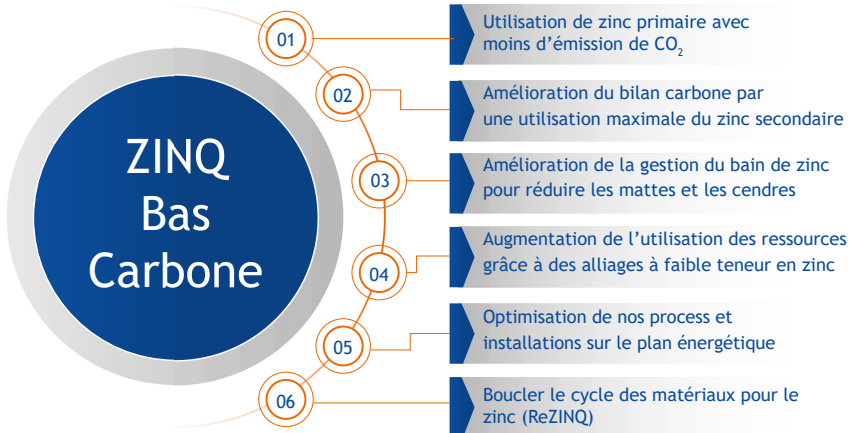 ZINQ
Bas
Carbone
01
Utilisation de zinc primaire avec
moins d’émission de CO₂
02
Amélioration du bilan carbone par
une utilisation maximale du zinc secondaire
03
Amélioration de la gestion du bain de zinc
pour réduire les mattes et les cendres
04
Augmentation de l’utilisation des ressources
grâce à des alliages à faible teneur en zinc
05
Optimisation de nos process et
installations sur le plan énergétique
06
Boucler le cycle des matériaux pour le
zinc (ReZINQ)